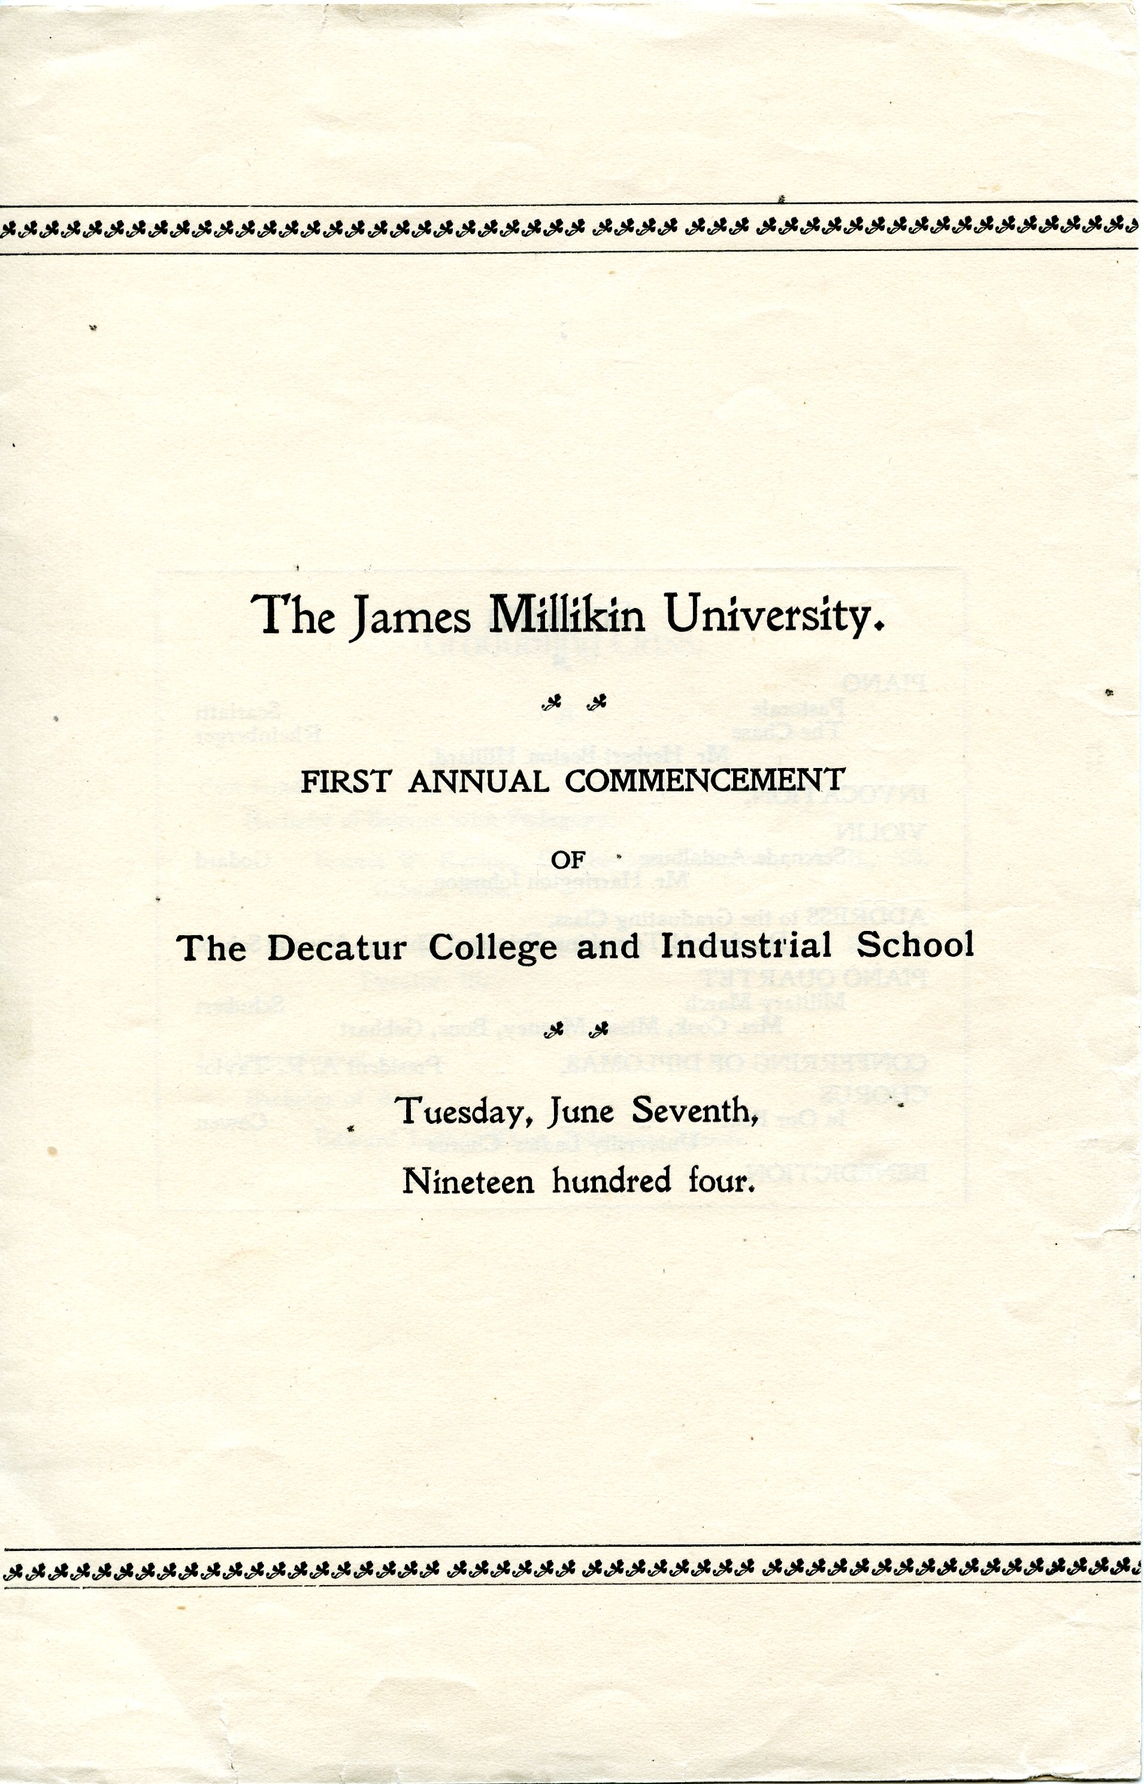 The James Millikin University.
FIRST ANNUAL COMMENCEMENT
OF
The Decatur College and Industrial School
Tuesday, June Seventh,
Nineteen hundred four.